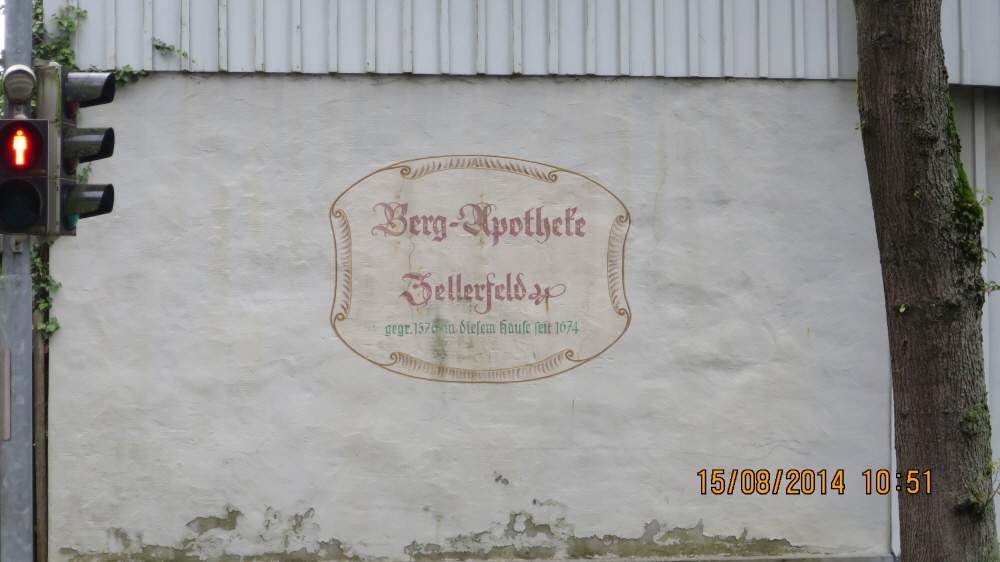 Berg-Apotheke
Zellerfeld
gegr. 1576 in diesem Hause seit 1674
15/08/2014 10:51